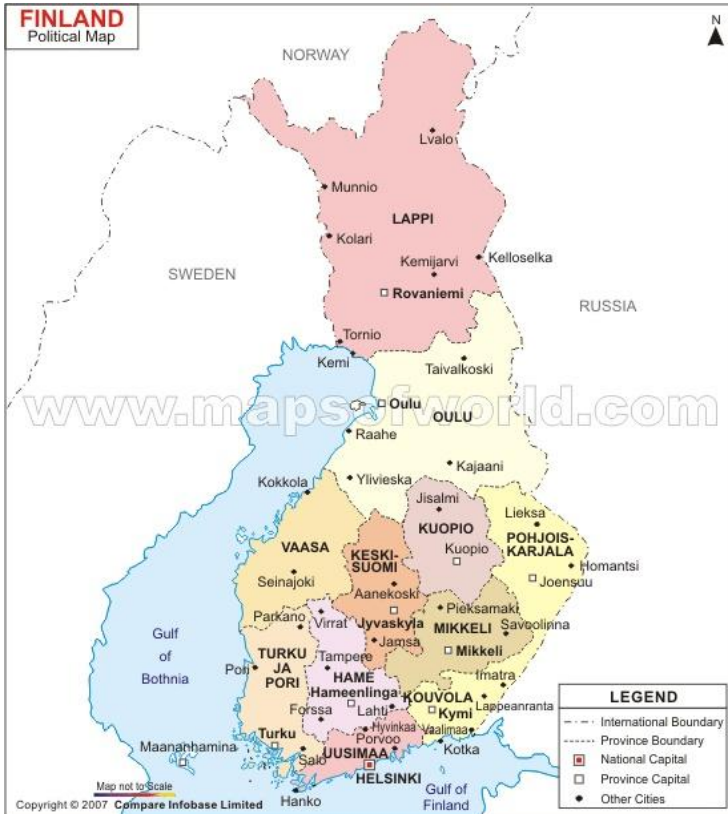 FINLAND
Political Map
N
NORWAY
Lvalo
Munnio
LAPPI
Kolari
Kelloselka
Kemijarvi
SWEDEN
Rovaniemi
RUSSIA
Tornio
Kemi
Taivalkoski
www.mapsofworld.com
Oulu
OULU
Raahe
Kajaani
Ylivieska
Kokkola
Jisalmi
Lieksa
KUOPIO
POHJOIS-
KARJALA
VAASA
KESKI-
SUOMI
Kuopio
Homantsi
Seinajoki
Joensuu
Aanekoski
Pieksamaki
Parkano
Virrat
Jyvaskyla
MIKKELI
Savoolinna
Gulf
of
Bothnia
TURKU
JA
PORI
Jamsa
Mikkeli
Pori
Tampere
HAME
Hameenlinga
Imatra
KOUVOLA
Kymi
Lappeanranta
Forssa
Lahti
Turku
Hyvinkaa
Vaalimaa
Maananhamina
Porvoo
Kotka
UUSIMAA
Salo
HELSINKI
Hanko
Gulf of
Finland
LEGEND
International Boundary
Province Boundary
National Capital
Province Capital
Other Cities
Map not to Scale
Copyright © 2007 Compare Infobase Limited